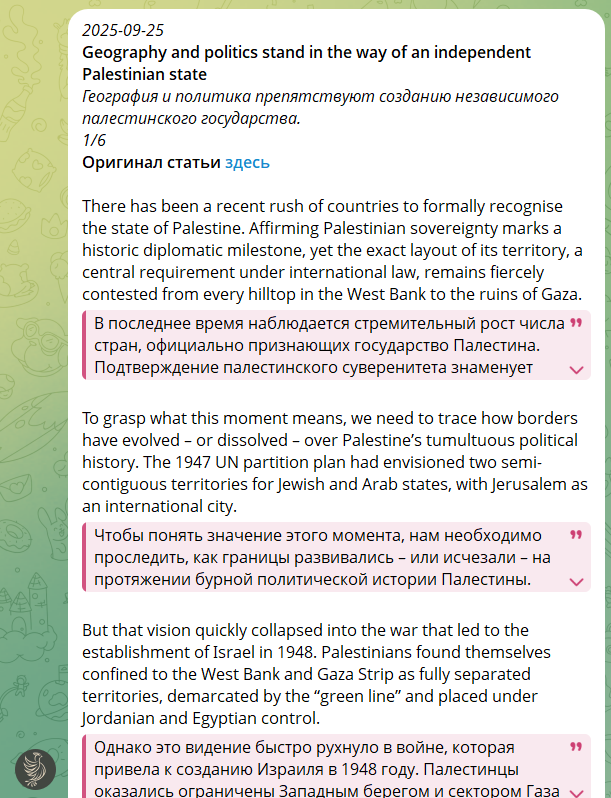 2025-09-25
Geography and politics stand in the way of an independent
Palestinian state
География и политика препятствуют созданию независимого
палестинского государства.
1/6
Оригинал статьи здесь
There has been a recent rush of countries to formally recognise
the state of Palestine. Affirming Palestinian sovereignty marks a
historic diplomatic milestone, yet the exact layout of its territory, a
central requirement under international law, remains fiercely
contested from every hilltop in the West Bank to the ruins of Gaza.
В последнее время наблюдается стремительный рост числа
стран, официально признающих государство Палестина.
Подтверждение палестинского суверенитета знаменует
To grasp what this moment means, we need to trace how borders
have evolved – or dissolved – over Palestine’s tumultuous political
history. The 1947 UN partition plan had envisioned two semi-
contiguous territories for Jewish and Arab states, with Jerusalem as
an international city.
Чтобы понять значение этого момента, нам необходимо
проследить, как границы развивались – или исчезали – на
протяжении бурной политической истории Палестины.
But that vision quickly collapsed into the war that led to the
establishment of Israel in 1948. Palestinians found themselves
confined to the West Bank and Gaza Strip as fully separated
territories, demarcated by the “green line” and placed under
Jordanian and Egyptian control.
Однако это видение быстро рухнуло в войне, которая
привела к созданию Израиля в 1948 году. Палестинцы
оказались ограничены Западным берегом и сектором Газа